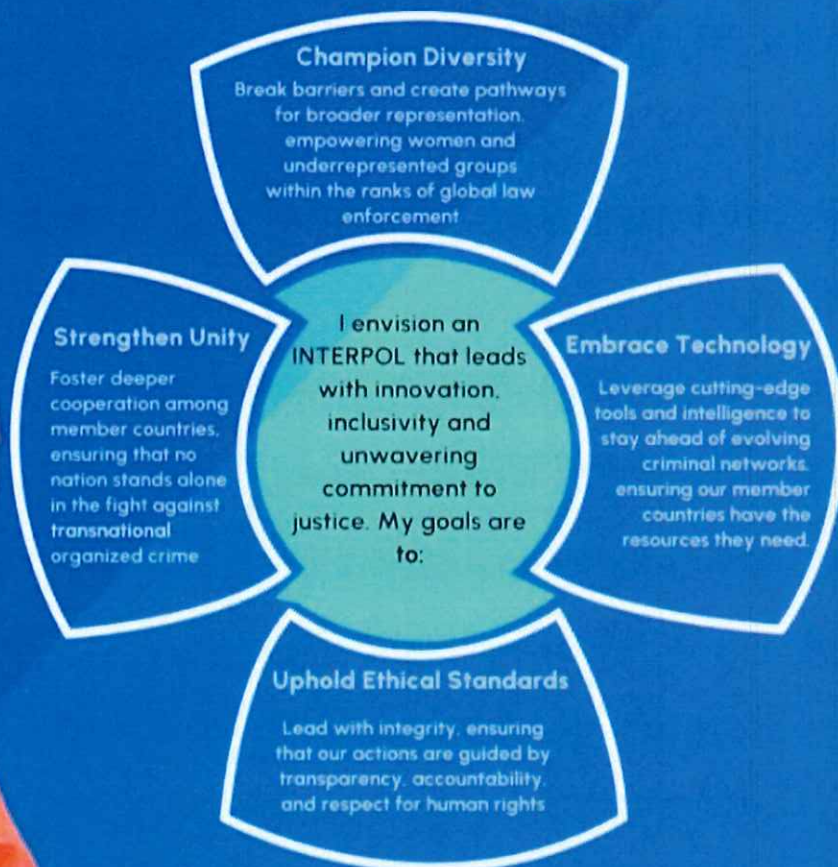 Champion Diversity
Break barriers and create pathways
for broader representation,
empowering women and
underrepresented groups
within the ranks of global law
enforcement
Strengthen Unity
Foster deeper
cooperation among
member countries,
ensuring that no
nation stands alone
in the fight against
transnational
organized crime
I envision an
INTERPOL that leads
with innovation,
inclusivity and
unwavering
commitment to
justice. My goals are
to:
Embrace Technology
Leverage cutting-edge
tools and intelligence to
stay ahead of evolving
criminal networks,
ensuring our member
countries have the
resources they need.
Uphold Ethical Standards
Lead with integrity, ensuring
that our actions are guided by
transparency, accountability,
and respect for human rights